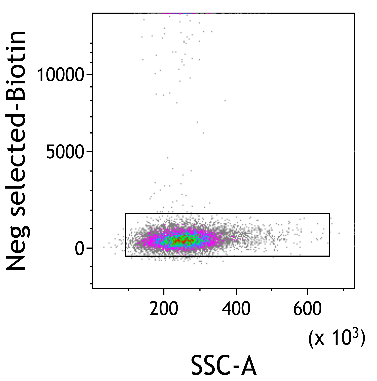 Neg selected-Biotin
10000
5000
0
200 400 600
(x 10³)
SSC-A